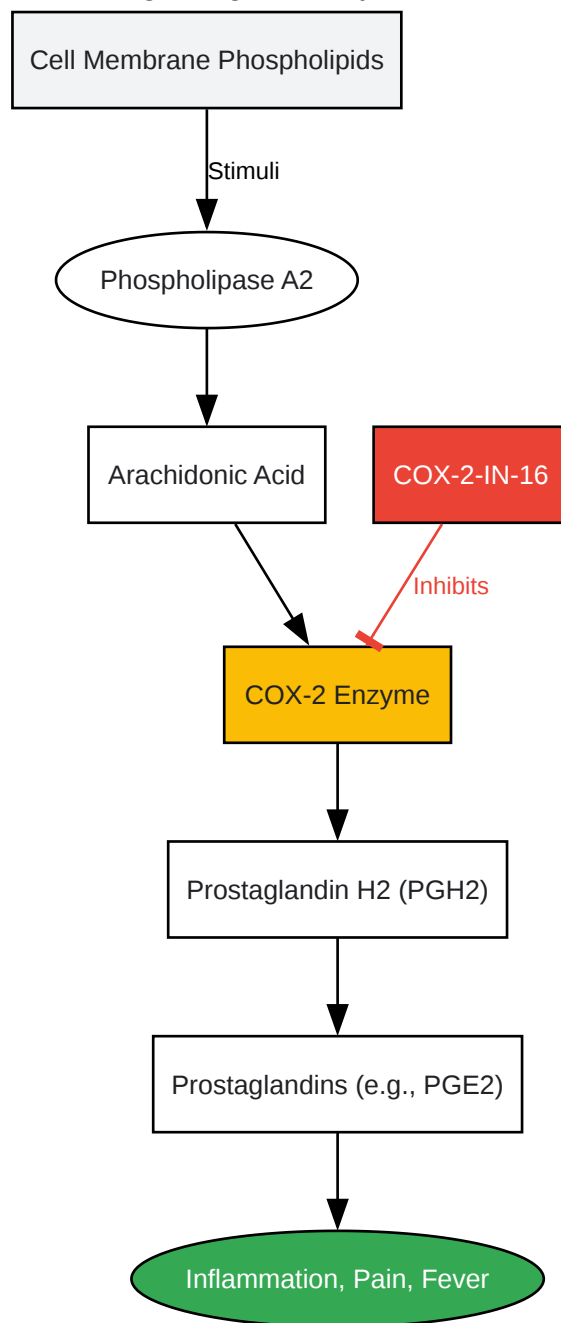 Cell Membrane Phospholipids
Stimuli
Phospholipase A2
Arachidonic Acid
COX-2-IN-16
Inhibits
COX-2 Enzyme
Prostaglandin H2 (PGH2)
Prostaglandins (e.g., PGE2)
Inflammation, Pain, Fever